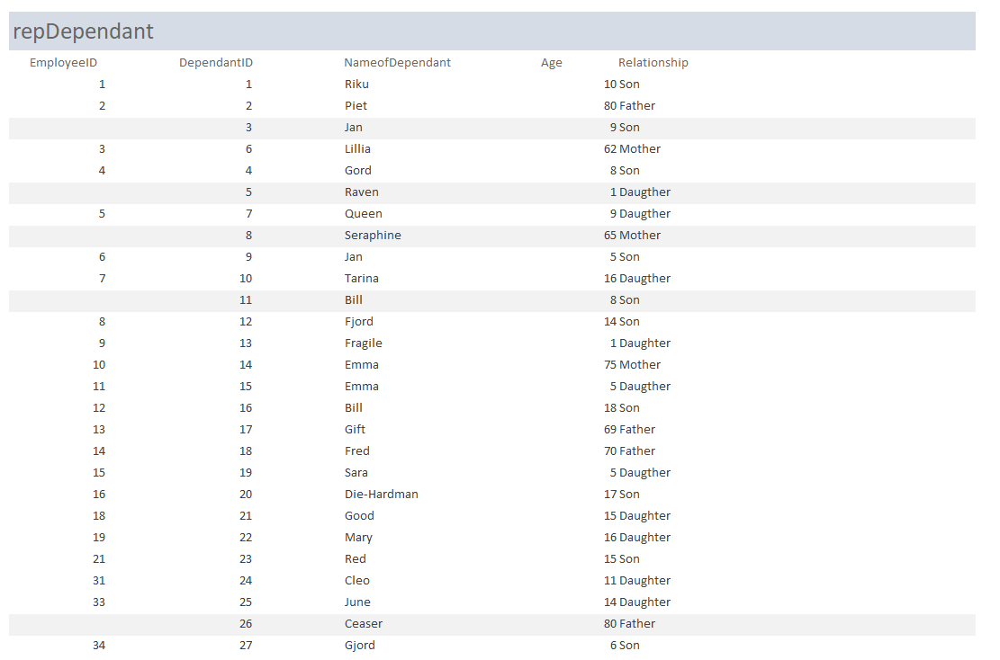 repDependant
EmployeeID DependantID NameofDependant Age Relationship
1 1 Riku 10 Son
2 2 Piet 80 Father
3 Jan 9 Son
3 6 Lillia 62 Mother
4 4 Gord 8 Son
5 Raven 1 Daugther
5 7 Queen 9 Daugther
8 Seraphine 65 Mother
6 9 Jan 5 Son
7 10 Tarina 16 Daugther
11 Bill 8 Son
8 12 Fjord 14 Son
9 13 Fragile 1 Daughter
10 14 Emma 75 Mother
11 15 Emma 5 Daugther
12 16 Bill 18 Son
13 17 Gift 69 Father
14 18 Fred 70 Father
15 19 Sara 5 Daugther
16 20 Die-Hardman 17 Son
18 21 Good 15 Daughter
19 22 Mary 16 Daughter
21 23 Red 15 Son
31 24 Cleo 11 Daughter
33 25 June 14 Daughter
26 Ceaser 80 Father
34 27 Gjord 6 Son